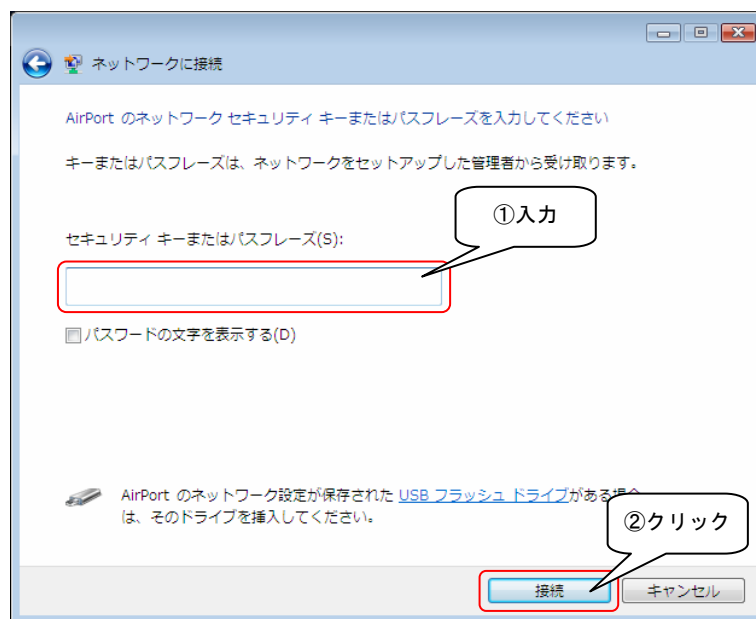 ネットワークに接続
AirPort のネットワーク セキュリティ キーまたはパスフレーズを入力してください
キーまたはパスフレーズは、ネットワークをセットアップした管理者から受け取ります。
①入力
セキュリティ キーまたはパスフレーズ(S):
パスワードの文字を表示する(D)
AirPort のネットワーク設定が保存された USB フラッシュ ドライブがある場合
は、そのドライブを挿入してください。
②クリック
接続
キャンセル